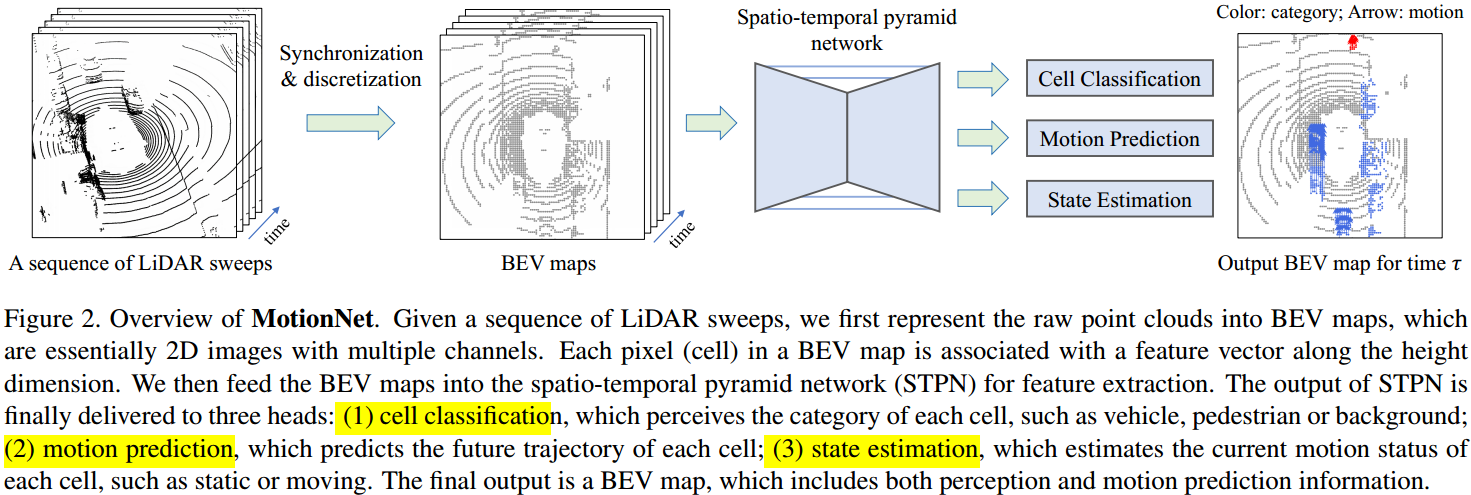 Synchronization
& discretization
time
A sequence of LiDAR sweeps
time
BEV maps
Spatio-temporal pyramid
network
Cell Classification
Motion Prediction
State Estimation
Color: category; Arrow: motion
Output BEV map for time τ
Figure 2. Overview of MotionNet. Given a sequence of LiDAR sweeps, we first represent the raw point clouds into BEV maps, which
are essentially 2D images with multiple channels. Each pixel (cell) in a BEV map is associated with a feature vector along the height
dimension. We then feed the BEV maps into the spatio-temporal pyramid network (STPN) for feature extraction. The output of STPN is
finally delivered to three heads: (1) cell classification, which perceives the category of each cell, such as vehicle, pedestrian or background;
(2) motion prediction, which predicts the future trajectory of each cell; (3) state estimation, which estimates the current motion status of
each cell, such as static or moving. The final output is a BEV map, which includes both perception and motion prediction information.